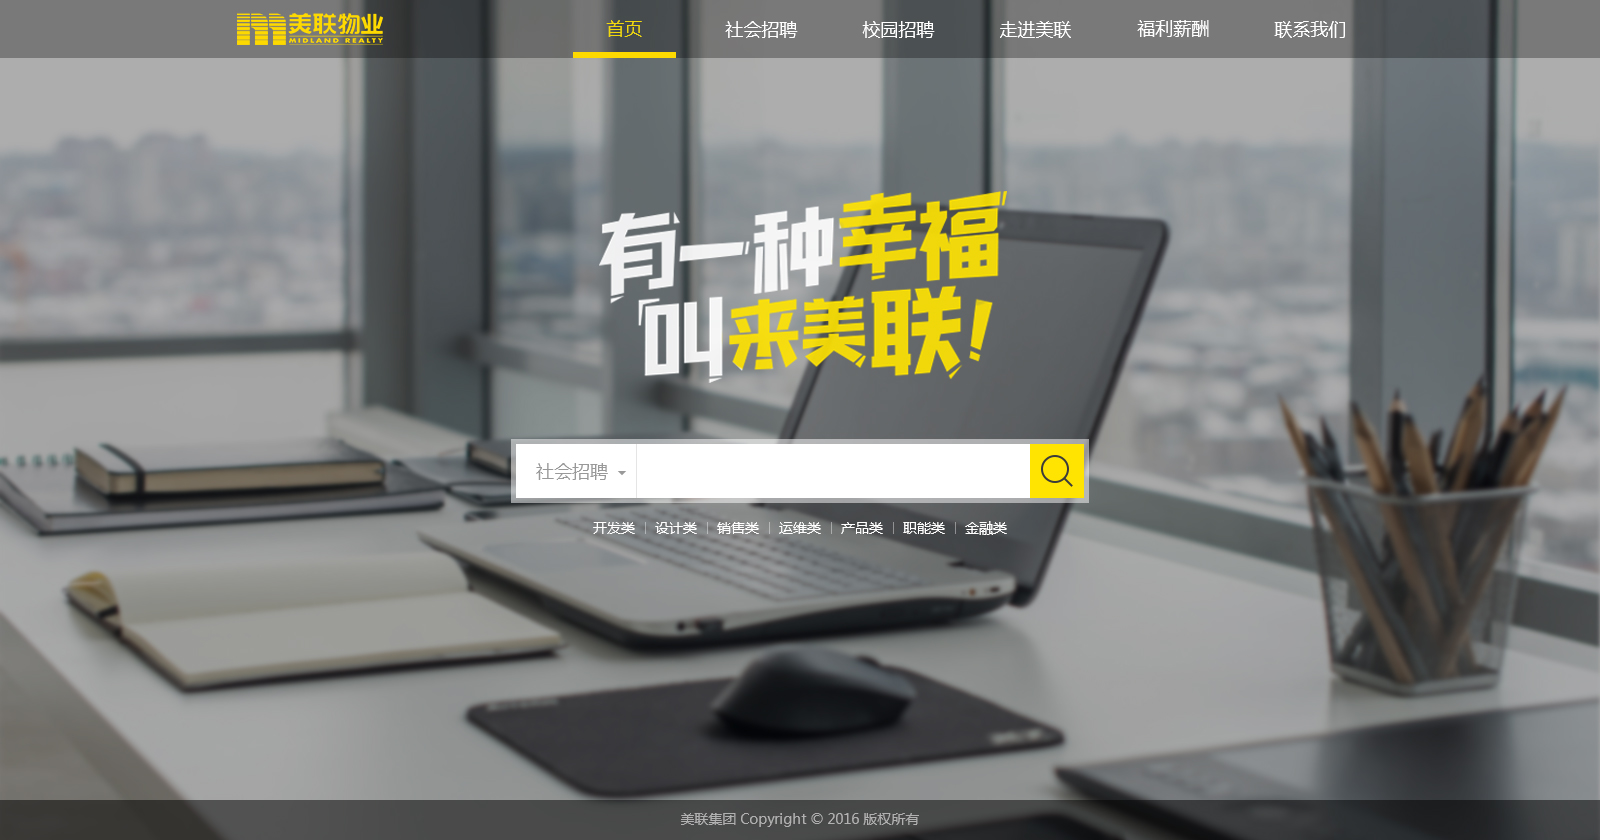 美联物业
MIDLAND REALTY
首页
社会招聘
校园招聘
走进美联
福利薪酬
联系我们
有一种幸福
叫来美联!
社会招聘
开发类 | 设计类 | 销售类 | 运维类 | 产品类 | 职能类 | 金融类
美联集团 Copyright © 2016 版权所有